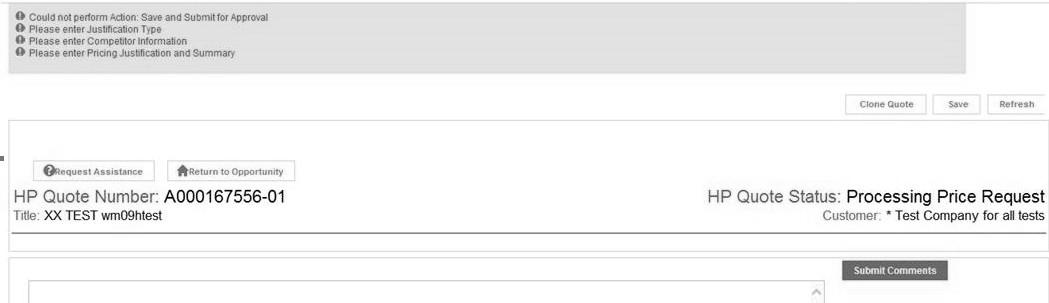 Could not perform Action: Save and Submit for Approval
Please enter Justification Type
Please enter Competitor Information
Please enter Pricing Justification and Summary
Clone Quote Save Refresh
Request Assistance Return to Opportunity
HP Quote Number: A000167556-01 HP Quote Status: Processing Price Request
Title: XX TEST wm09htest Customer: * Test Company for all tests
Submit Comments